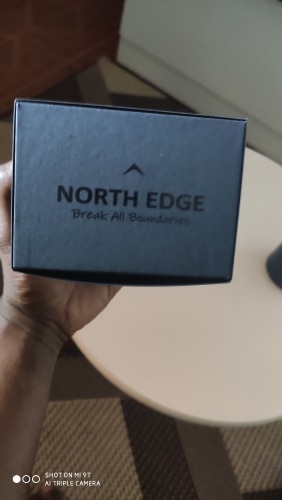 NORTH EDGE
Break All Boundaries
SHOT ON MI 9T
AI TRIPLE CAMERA